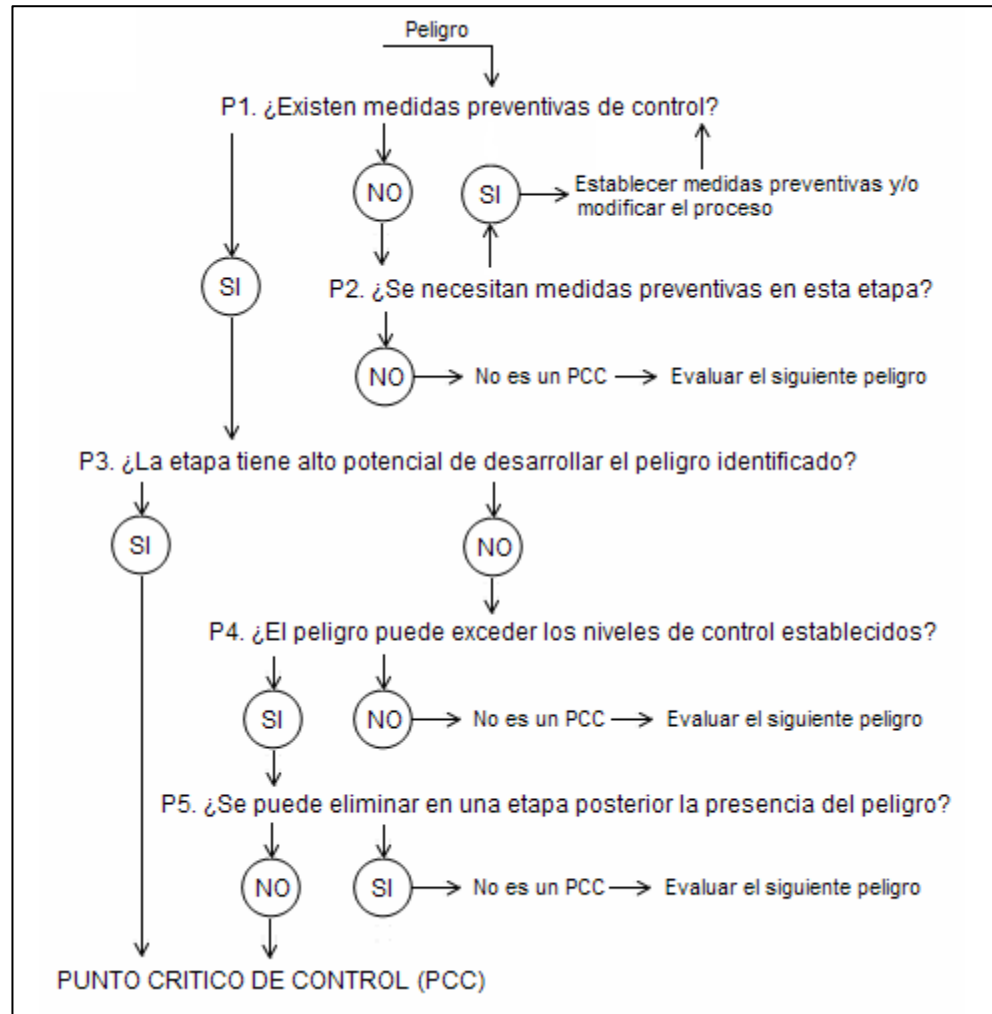 Peligro
P1. ¿Existen medidas preventivas de control?
NO
SI
Establecer medidas preventivas y/o
modificar el proceso
SI
P2. ¿Se necesitan medidas preventivas en esta etapa?
NO
No es un PCC
Evaluar el siguiente peligro
P3. ¿La etapa tiene alto potencial de desarrollar el peligro identificado?
SI
NO
P4. ¿El peligro puede exceder los niveles de control establecidos?
SI
NO
No es un PCC
Evaluar el siguiente peligro
P5. ¿Se puede eliminar en una etapa posterior la presencia del peligro?
NO
SI
No es un PCC
Evaluar el siguiente peligro
PUNTO CRITICO DE CONTROL (PCC)